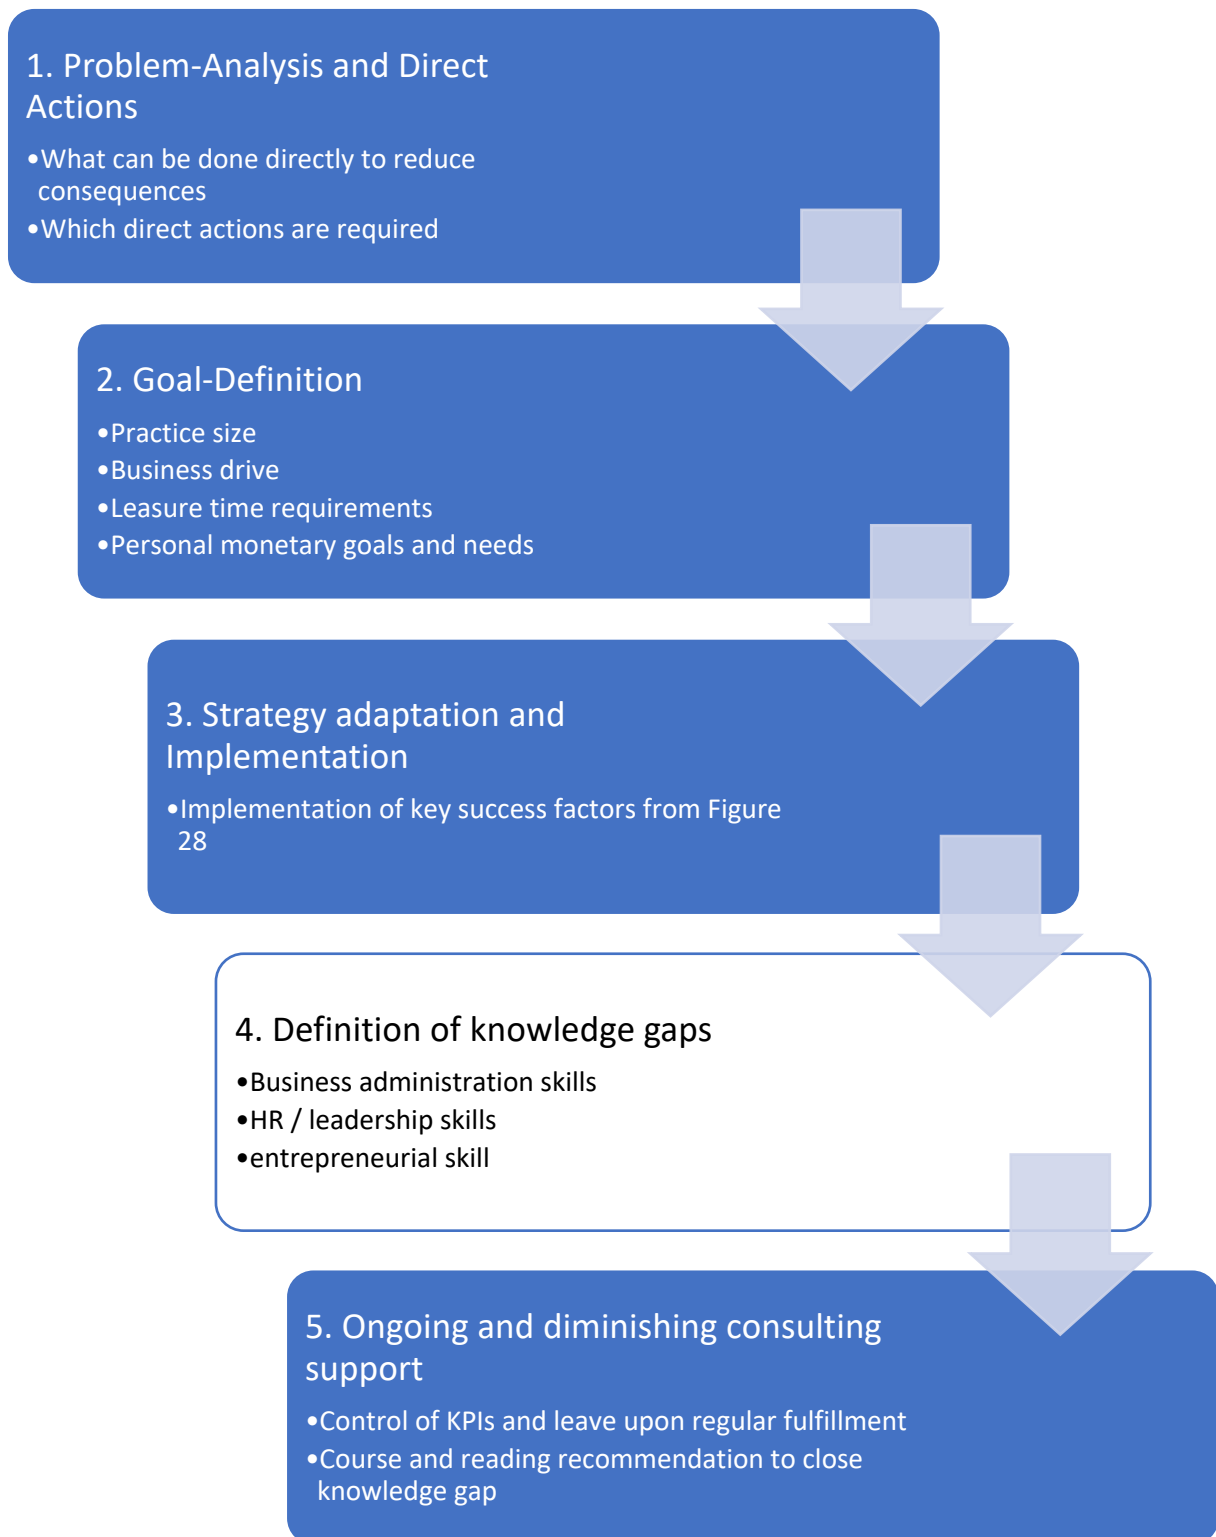 1. Problem-Analysis and Direct
Actions
•What can be done directly to reduce
consequences
•Which direct actions are required
2. Goal-Definition
•Practice size
•Business drive
•Leasure time requirements
•Personal monetary goals and needs
3. Strategy adaptation and
Implementation
•Implementation of key success factors from Figure
28
4. Definition of knowledge gaps
•Business administration skills
•HR / leadership skills
•entrepreneurial skill
5. Ongoing and diminishing consulting
support
•Control of KPIs and leave upon regular fulfillment
•Course and reading recommendation to close
knowledge gap